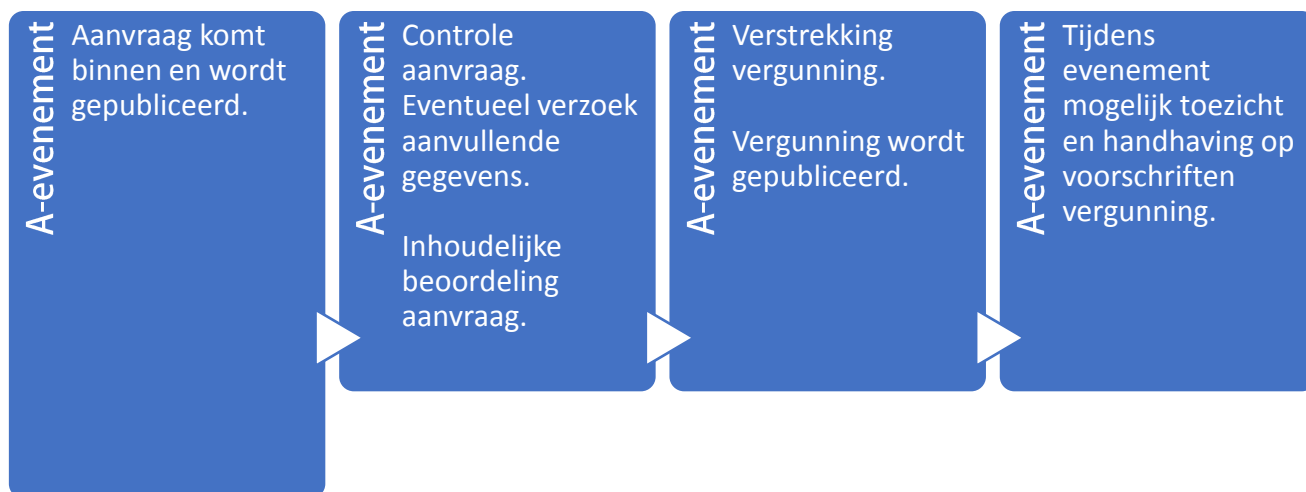 A-evenement
Aanvraag komt
binnen en wordt
gepubliceerd.
A-evenement
Controle
aanvraag.
Eventueel verzoek
aanvullende
gegevens.
Inhoudelijke
beoordeling
aanvraag.
A-evenement
Verstrekking
vergunning.
Vergunning wordt
gepubliceerd.
A-evenement
Tijdens
evenement
mogelijk toezicht
en handhaving op
voorschriften
vergunning.